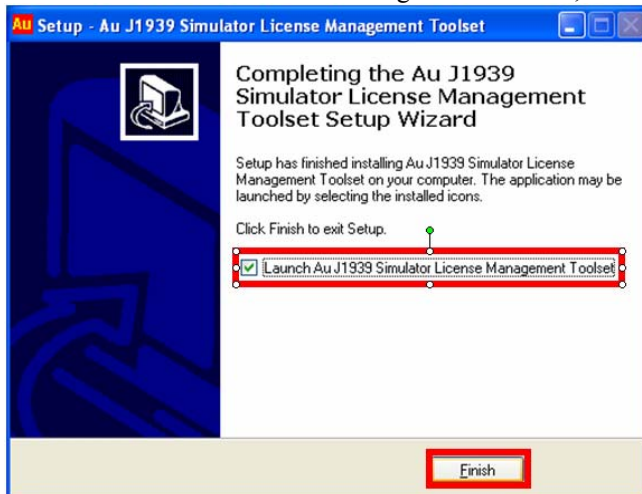 Au Setup - Au J1939 Simulator License Management Toolset
Completing the Au J1939
Simulator License Management
Toolset Setup Wizard
Setup has finished installing Au J1939 Simulator License
Management Toolset on your computer. The application may be
launched by selecting the installed icons.
Click Finish to exit Setup.
Launch Au J1939 Simulator License Management Toolset
Finish